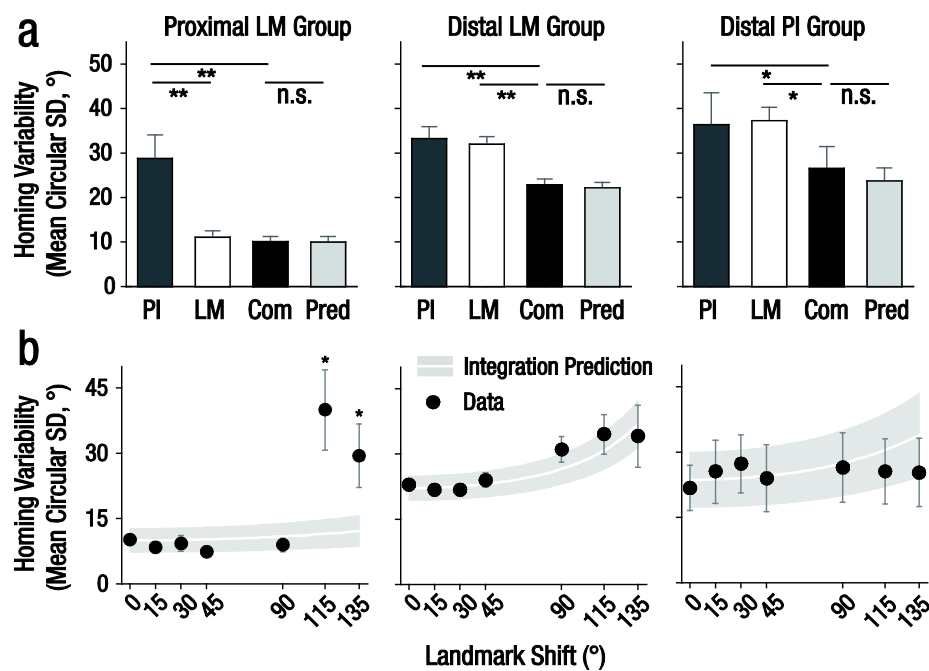 a
Proximal LM Group
Distal LM Group
Distal PI Group
Homing Variability
(Mean Circular SD, °)
50
40
30
20
10
0
**
**
n.s.
**
**
n.s.
*
*
n.s.
PI LM Com Pred
PI LM Com Pred
PI LM Com Pred
b
Homing Variability
(Mean Circular SD, °)
45
30
15
0
*
*
Integration Prediction
Data
0 15 30 45 90 115 135
0 15 30 45 90 115 135
0 15 30 45 90 115 135
Landmark Shift (°)